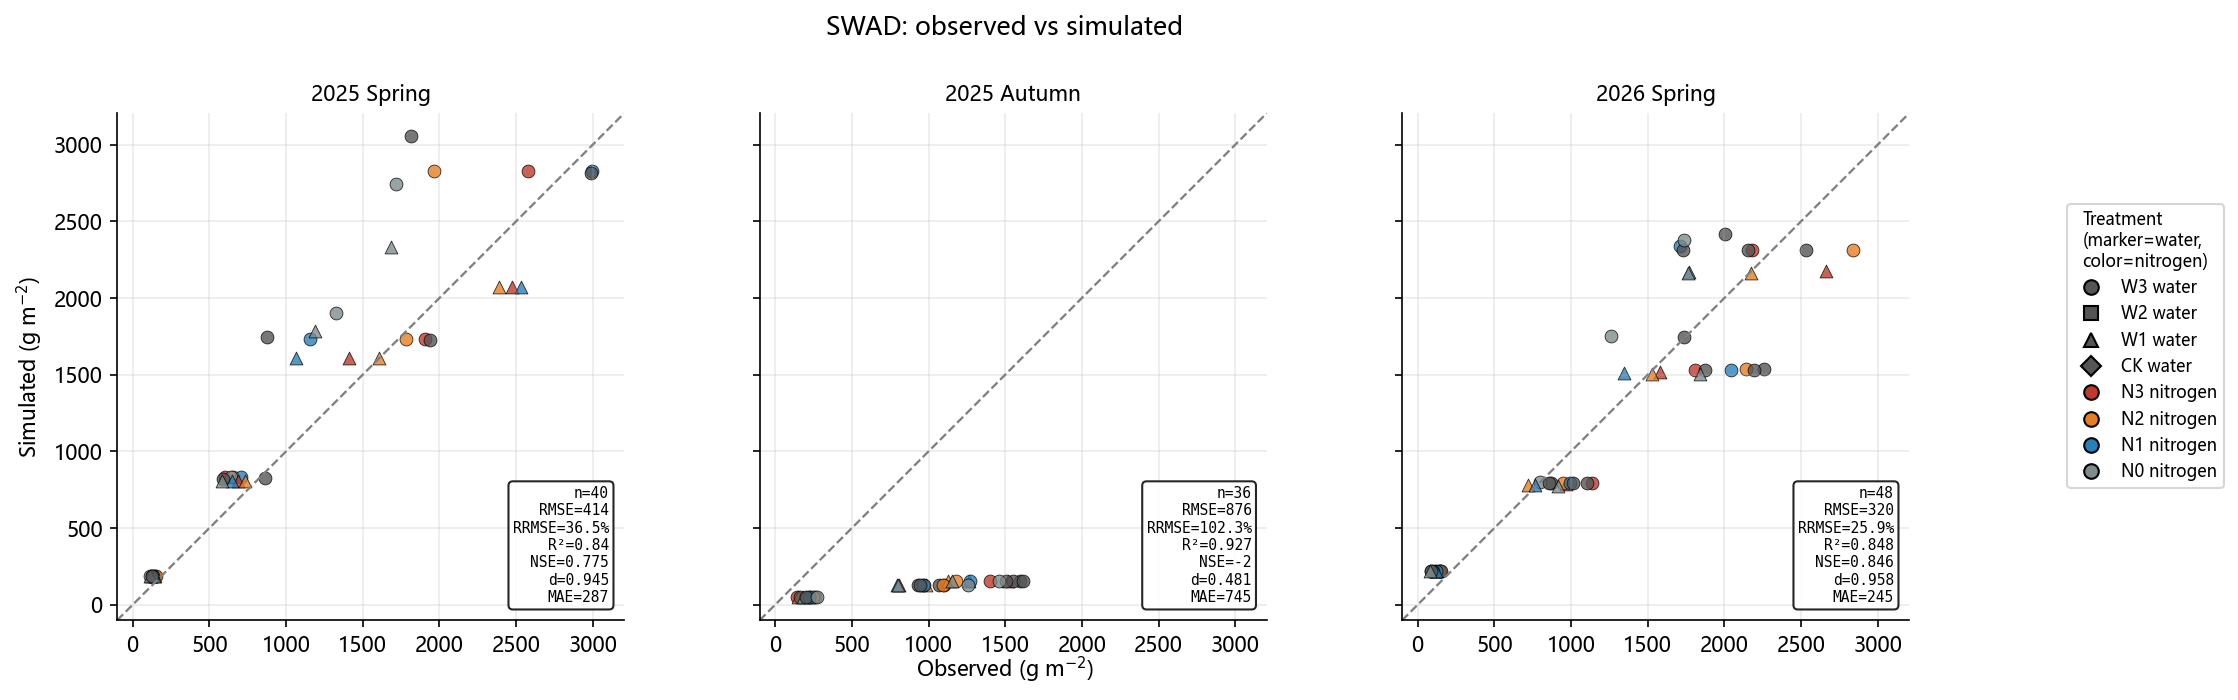 SWAD: observed vs simulated
2025 Spring
2025 Autumn
2026 Spring
Simulated (g m⁻²)
3000
2500
2000
1500
1000
500
0
n=40
RMSE=414
RRMSE=36.5%
R²=0.84
NSE=0.775
d=0.945
MAE=287
n=36
RMSE=876
RRMSE=102.3%
R²=0.927
NSE=-2
d=0.481
MAE=745
n=48
RMSE=320
RRMSE=25.9%
R²=0.848
NSE=0.846
d=0.958
MAE=245
0 500 1000 1500 2000 2500 3000
0 500 1000 1500 2000 2500 3000
0 500 1000 1500 2000 2500 3000
Observed (g m⁻²)
Treatment
(marker=water,
color=nitrogen)
W3 water
W2 water
W1 water
CK water
N3 nitrogen
N2 nitrogen
N1 nitrogen
N0 nitrogen